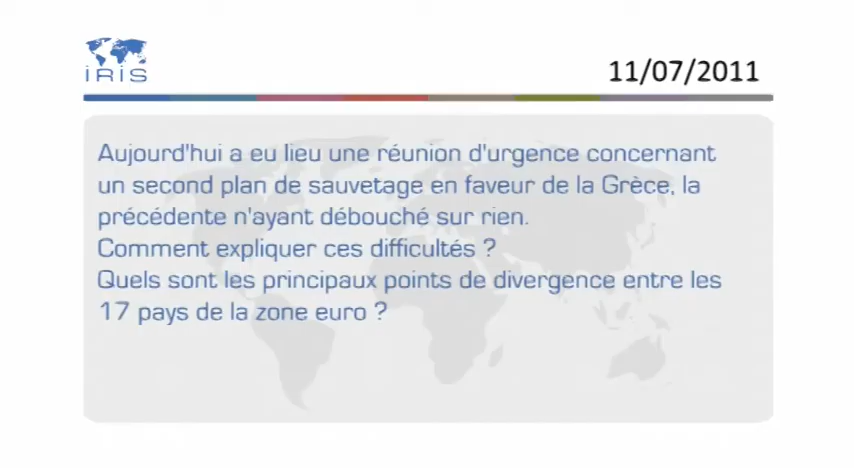 iRIS
11/07/2011
Aujourd'hui a eu lieu une réunion d'urgence concernant
un second plan de sauvetage en faveur de la Grèce, la
précédente n'ayant débouché sur rien.
Comment expliquer ces difficultés ?
Quels sont les principaux points de divergence entre les
17 pays de la zone euro ?